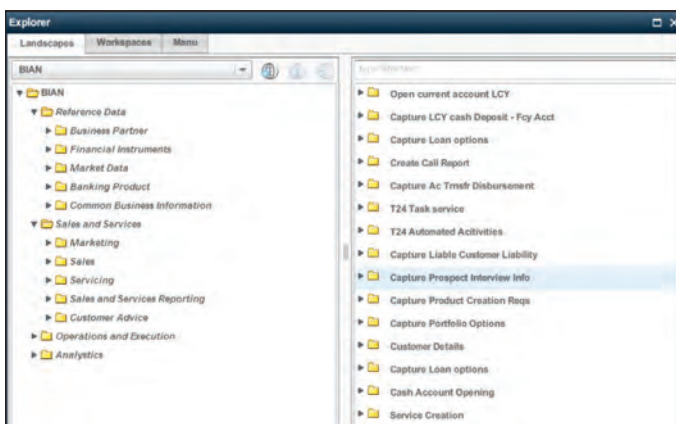 Explorer
Landscapes Workspaces Menu
BIAN
BIAN
Reference Data
Business Partner
Financial Instruments
Market Data
Banking Product
Common Business Information
Sales and Services
Marketing
Sales
Servicing
Sales and Services Reporting
Customer Advice
Operations and Execution
Analystics
Open current account LCY
Capture LCY cash Deposit - Fcy Acct
Capture Loan options
Create Call Report
Capture Ac Trnsfr Disbursement
T24 Task service
T24 Automated Acitivities
Capture Liable Customer Liability
Capture Prospect Interview Info
Capture Product Creation Reqs
Capture Portfolio Options
Customer Details
Capture Loan options
Cash Account Opening
Service Creation